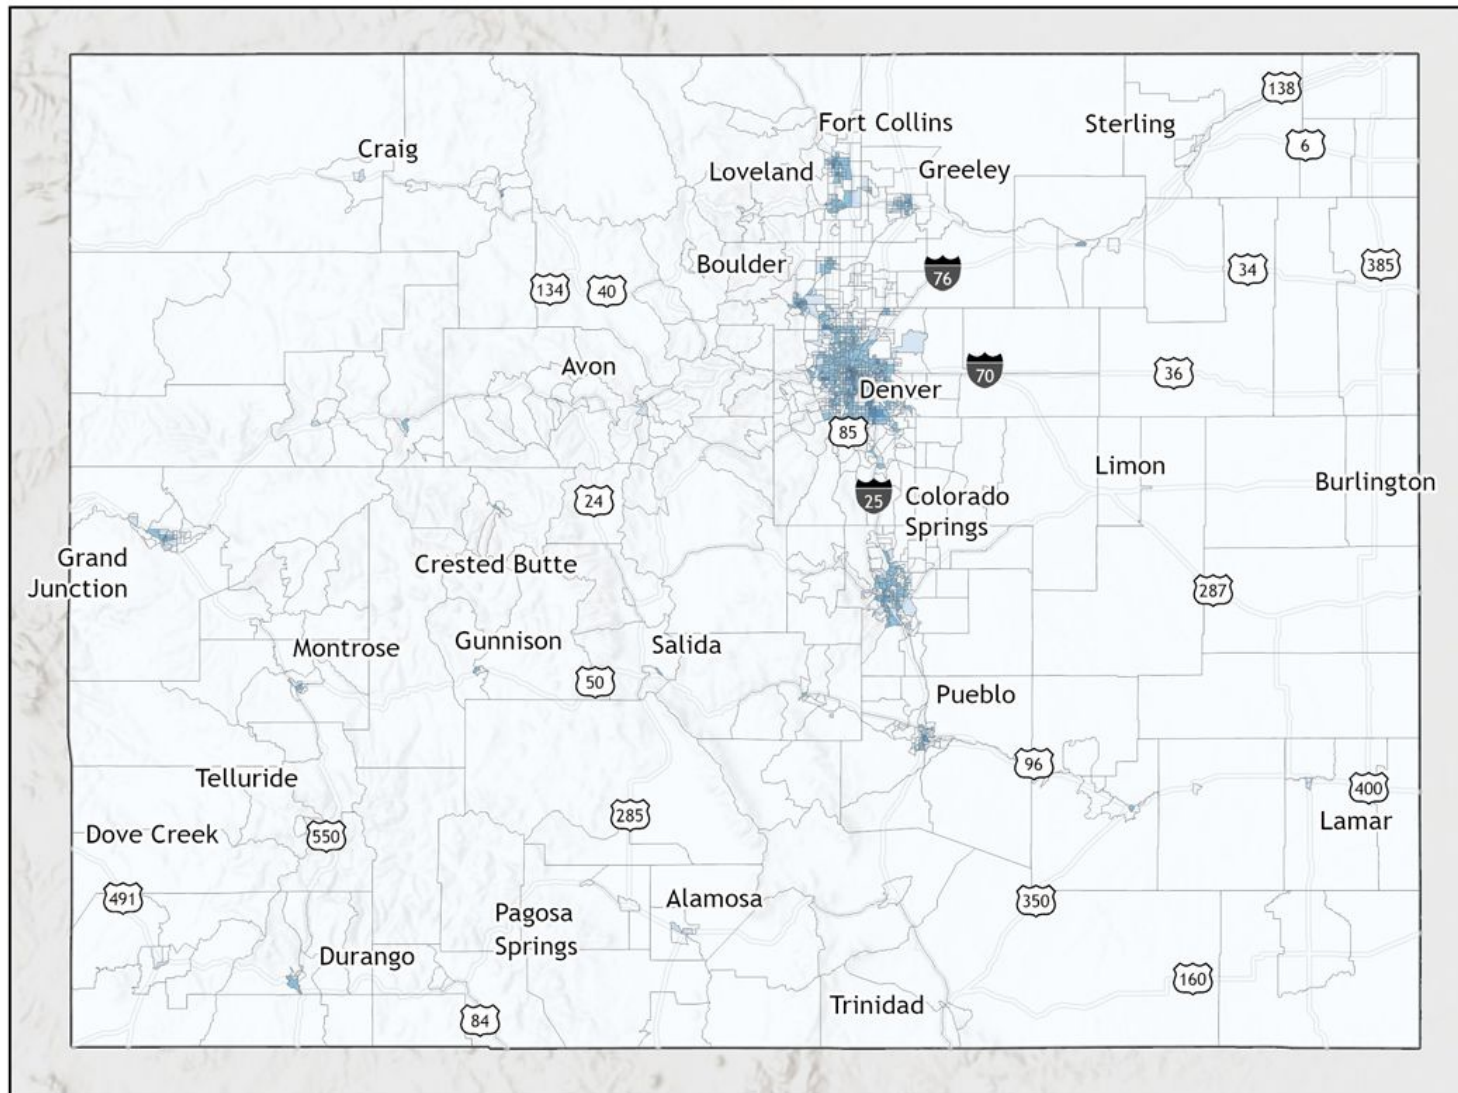 138
Fort Collins
Sterling
6
Craig
Loveland
Greeley
Boulder
76
34
385
134
40
Avon
70
36
Denver
85
Limon
Burlington
24
25
Colorado
Springs
Grand
Junction
Crested Butte
287
Montrose
Gunnison
Salida
50
Pueblo
96
Telluride
400
285
Lamar
Dove Creek
550
491
Alamosa
350
Pagosa
Springs
Durango
160
Trinidad
84